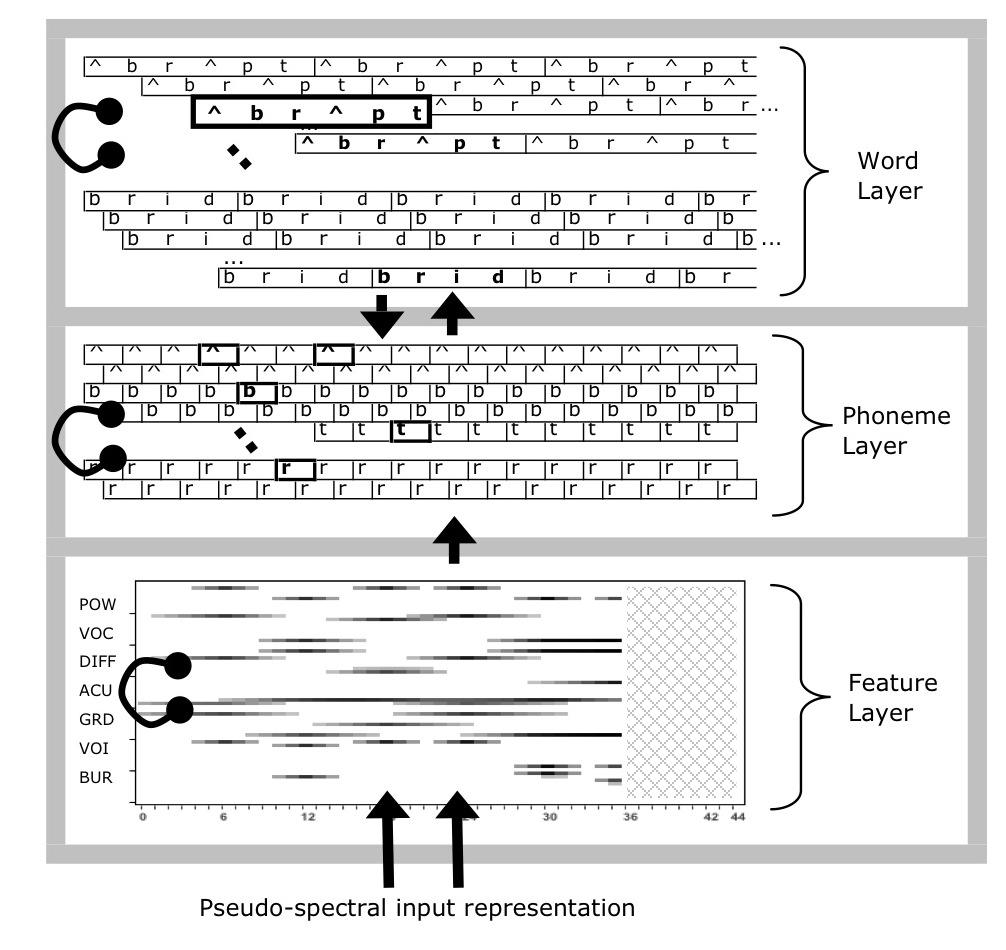 ^ b r ^ p t ^ b r ^ p t ^ b r ^ p t
^ b r ^ p t ^ b r ^ p t ^ b r ^
^ b r ^ p t ^ b r ^ p t ^ b r ...
...
^ b r ^ p t ^ b r ^ p t
Word
Layer
b r i d b r i d b r i d b r i d b r
b r i d b r i d b r i d b r i d b
b r i d b r i d b r i d b r i d b ...
...
b r i d b r i d b r i d b r
^ ^ ^ ^ ^ ^ ^ ^ ^ ^ ^ ^ ^ ^ ^ ^ ^
^ ^ ^ ^ ^ ^ ^ ^ ^ ^ ^ ^ ^ ^ ^ ^ ^
b b b b b b b b b b b b b b b b b
b b b b b b b b b b b b b b b b
t t t t t t t t t t t
Phoneme
Layer
r r r r r r r r r r r r r r r r r
r r r r r r r r r r r r r r r r r
POW
VOC
DIFF
ACU
GRD
VOI
BUR
Feature
Layer
0 6 12 30 36 42 44
Pseudo-spectral input representation